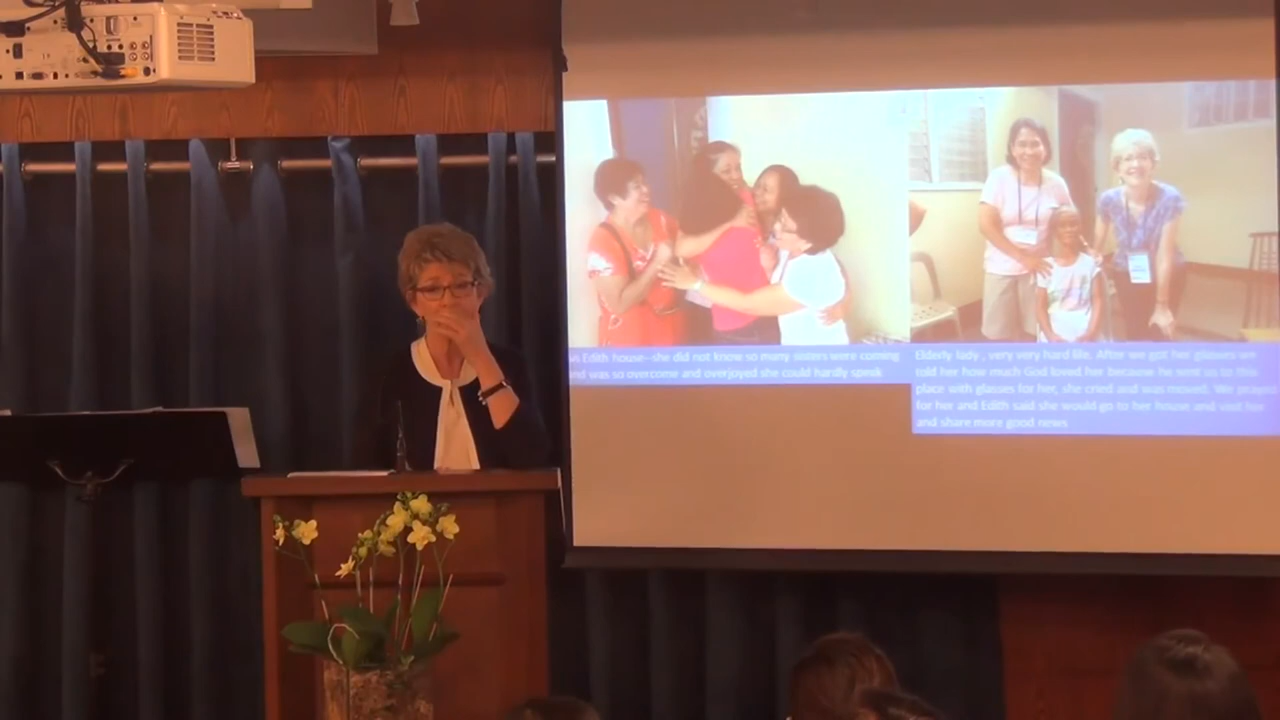 Edith house--she did not know so many sisters were coming
and was so overcome and overjoyed she could hardly speak
Elderly lady , very very hard life. After we got her glasses we
told her how much God loved her because he sent us to this
place with glasses for her, she cried and was moved. We prayed
for her and Edith said she would go to her house and visit her
and share more good news